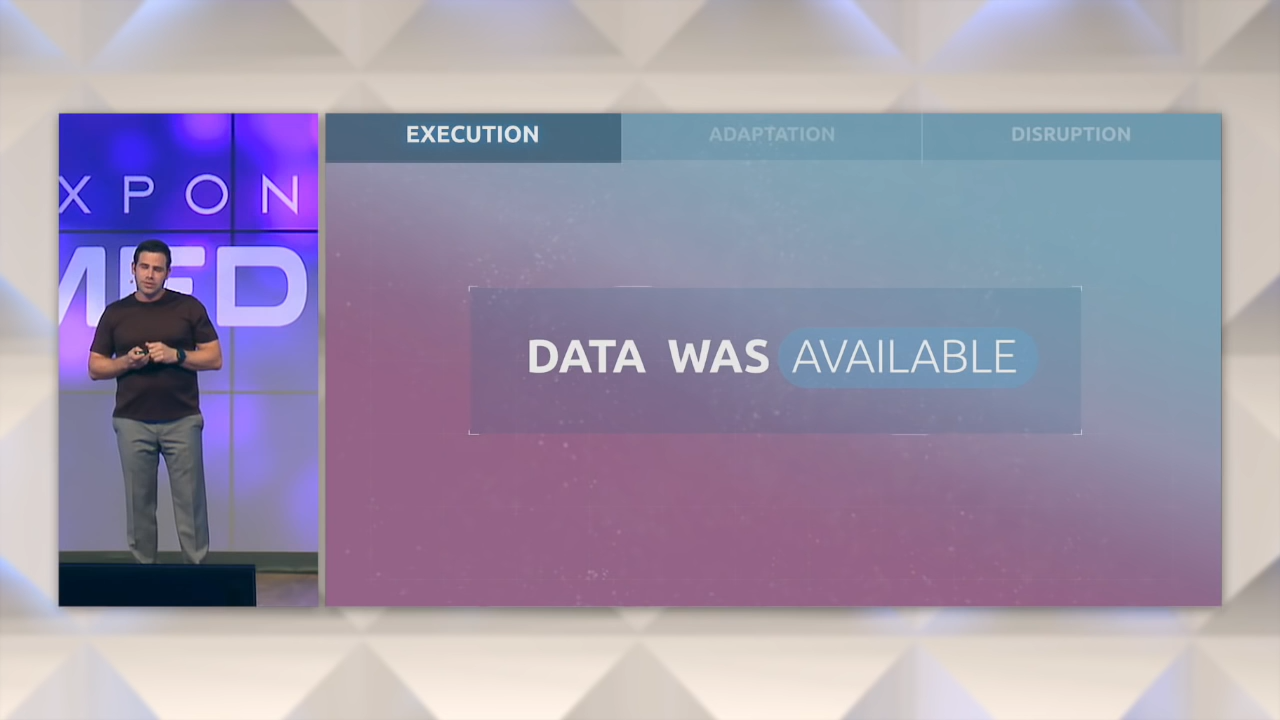 XPON
MED
EXECUTION
ADAPTATION
DISRUPTION
DATA WAS AVAILABLE